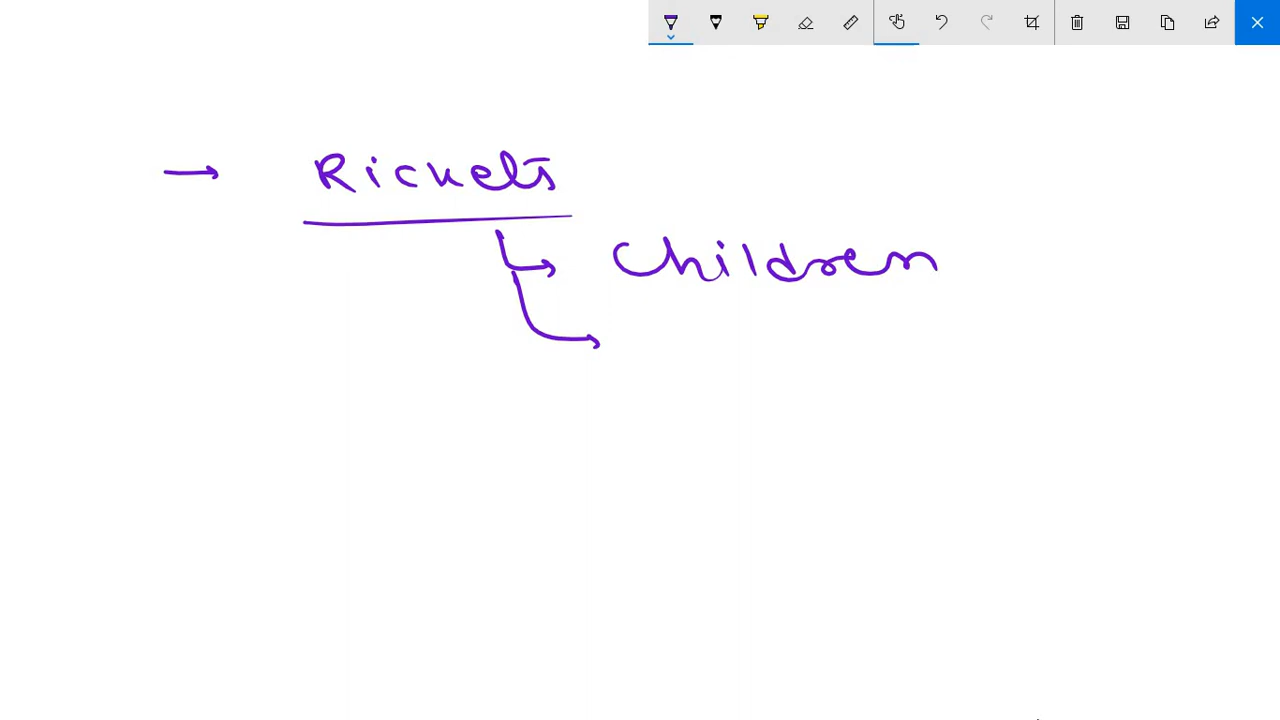 → Rickets
→ Children
→